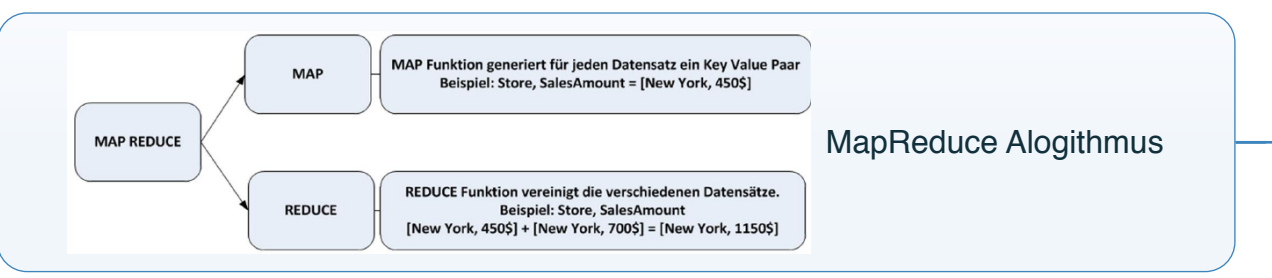 MAP REDUCE
MAP
MAP Funktion generiert für jeden Datensatz ein Key Value Paar
Beispiel: Store, SalesAmount = [New York, 450$]
REDUCE
REDUCE Funktion vereinigt die verschiedenen Datensätze.
Beispiel: Store, SalesAmount
[New York, 450$] + [New York, 700$] = [New York, 1150$]
MapReduce Alogithmus